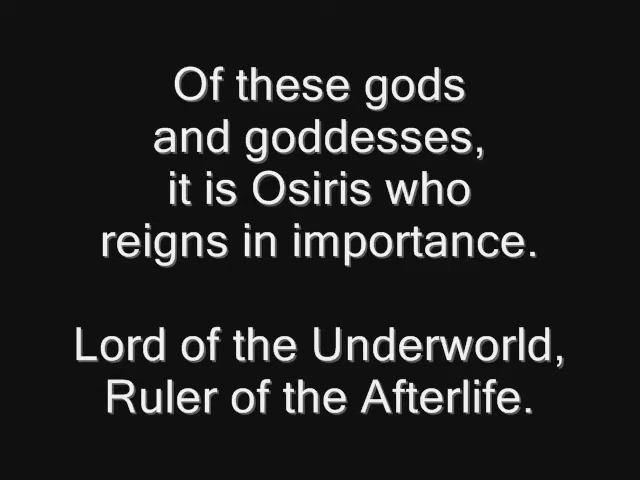 Of these gods
and goddesses,
it is Osiris who
reigns in importance.
Lord of the Underworld,
Ruler of the Afterlife.